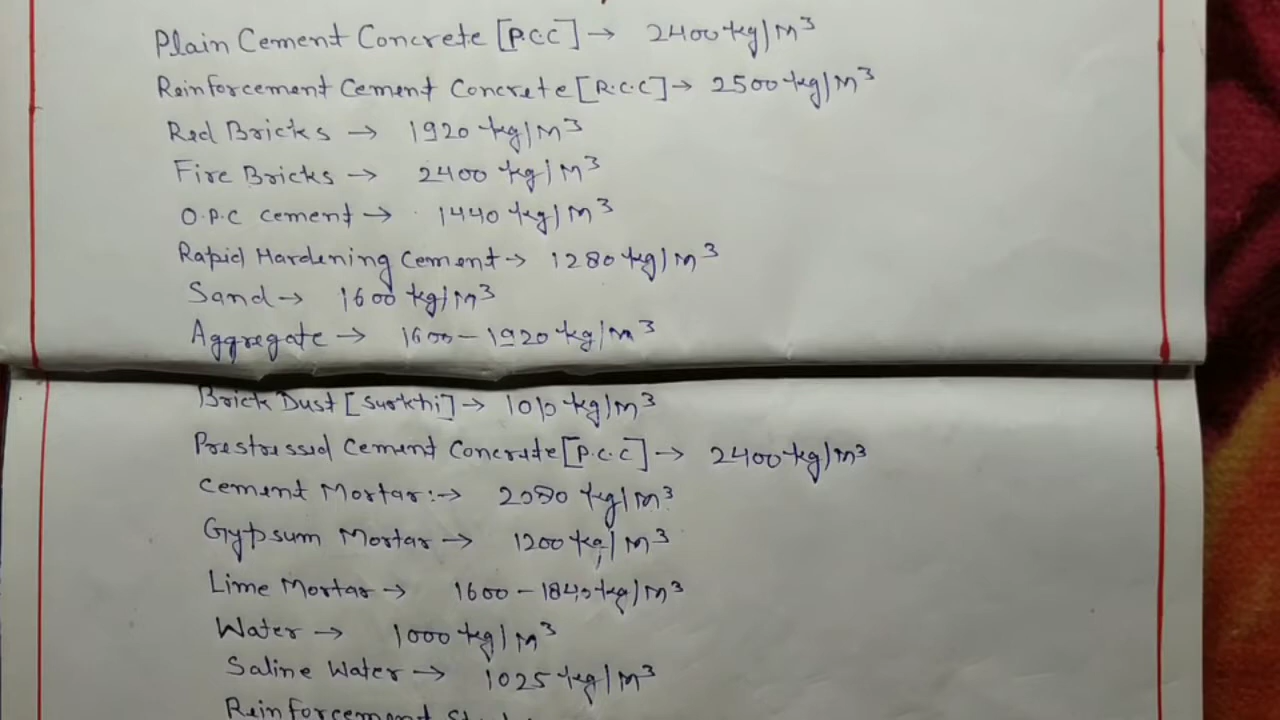 Plain Cement Concrete [P.C.C] → 2400 kg/m³
Reinforcement Cement Concrete [R.C.C] → 2500 kg/m³
Red Bricks → 1920 kg/m³
Fire Bricks → 2400 kg/m³
O.P.C cement → 1440 kg/m³
Rapid Hardening Cement → 1280 kg/m³
Sand → 1600 kg/m³
Aggregate → 1600-1920 kg/m³
Brick Dust [Surkhi] → 1010 kg/m³
Prestressed Cement Concrete [P.C.C] → 2400 kg/m³
Cement Mortar:→ 2080 kg/m³
Gypsum Mortar → 1200 kg/m³
Lime Mortar → 1600-1840 kg/m³
Water → 1000 kg/m³
Saline Water → 1025 kg/m³
Reinforcement